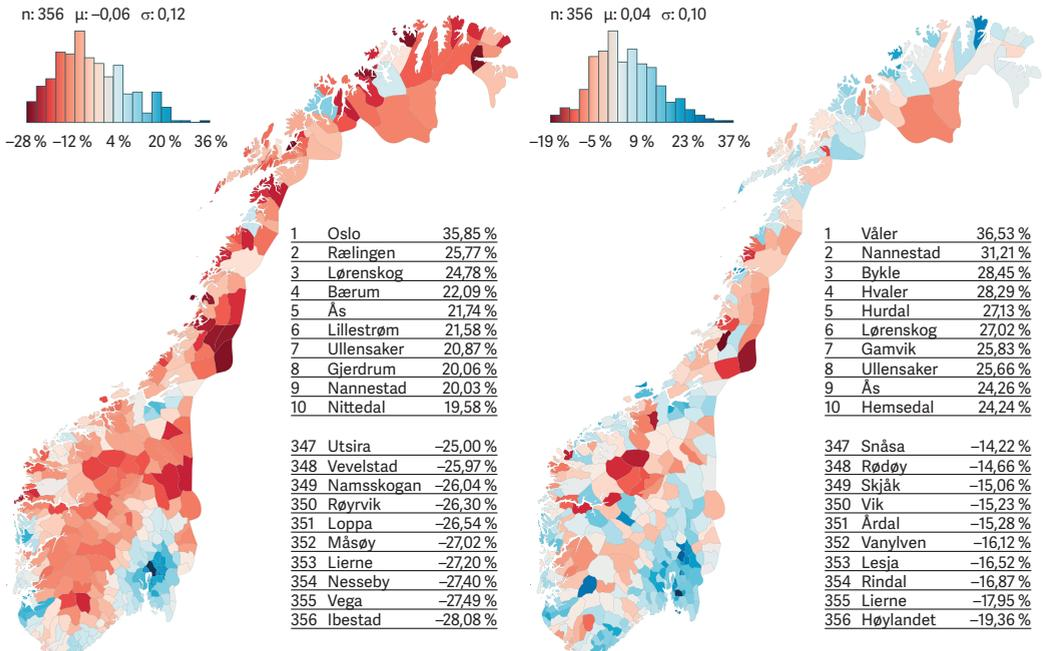 n: 356 μ: –0,06 σ: 0,12
–28 % –12 % 4 % 20 % 36 %
1 Oslo 35,85 %
2 Rælingen 25,77 %
3 Lørenskog 24,78 %
4 Bærum 22,09 %
5 Ås 21,74 %
6 Lillestrøm 21,58 %
7 Ullensaker 20,87 %
8 Gjerdrum 20,06 %
9 Nannestad 20,03 %
10 Nittedal 19,58 %
347 Utsira –25,00 %
348 Vevelstad –25,97 %
349 Namsskogan –26,04 %
350 Røyrvik –26,30 %
351 Loppa –26,54 %
352 Måsøy –27,02 %
353 Lierne –27,20 %
354 Nesseby –27,40 %
355 Vega –27,49 %
356 Ibestad –28,08 %
n: 356 μ: 0,04 σ: 0,10
–19 % –5 % 9 % 23 % 37 %
1 Våler 36,53 %
2 Nannestad 31,21 %
3 Bykle 28,45 %
4 Hvaler 28,29 %
5 Hurdal 27,13 %
6 Lørenskog 27,02 %
7 Gamvik 25,83 %
8 Ullensaker 25,66 %
9 Ås 24,26 %
10 Hemsedal 24,24 %
347 Snåsa –14,22 %
348 Rødøy –14,66 %
349 Skjåk –15,06 %
350 Vik –15,23 %
351 Årdal –15,28 %
352 Vanylven –16,12 %
353 Lesja –16,52 %
354 Rindal –16,87 %
355 Lierne –17,95 %
356 Høylandet –19,36 %